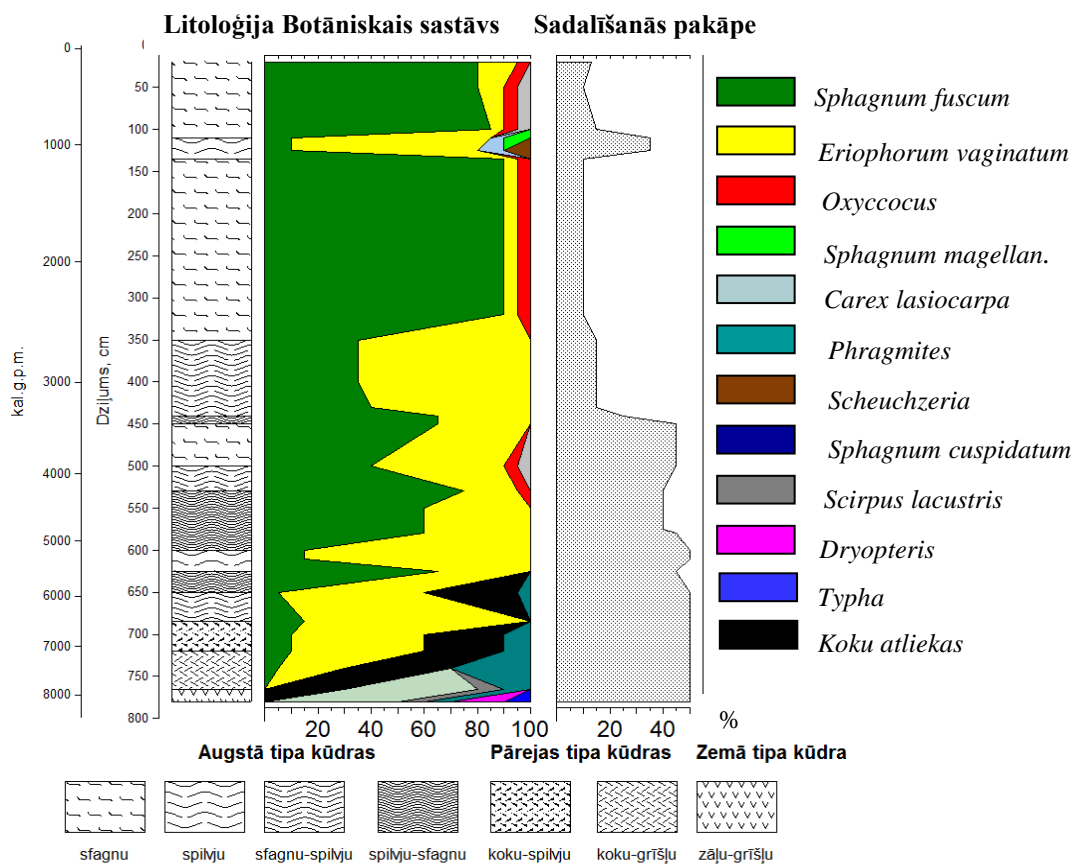 Litoloģija Botāniskais sastāvs Sadalīšanās pakāpe
0
1000
2000
3000
4000
5000
6000
7000
8000
kal.g.p.m.
50
100
150
200
250
300
350
400
450
500
550
600
650
700
750
800
Dziļums, cm
20 40 60 80 100
20 40
%
Sphagnum fuscum
Eriophorum vaginatum
Oxyccocus
Sphagnum magellan.
Carex lasiocarpa
Phragmites
Scheuchzeria
Sphagnum cuspidatum
Scirpus lacustris
Dryopteris
Typha
Koku atliekas
Augstā tipa kūdras Pārejas tipa kūdras Zemā tipa kūdra
sfagnu spilvju sfagnu-spilvju spilvju-sfagnu koku-spilvju koku-grīšļu zāļu-grīšļu